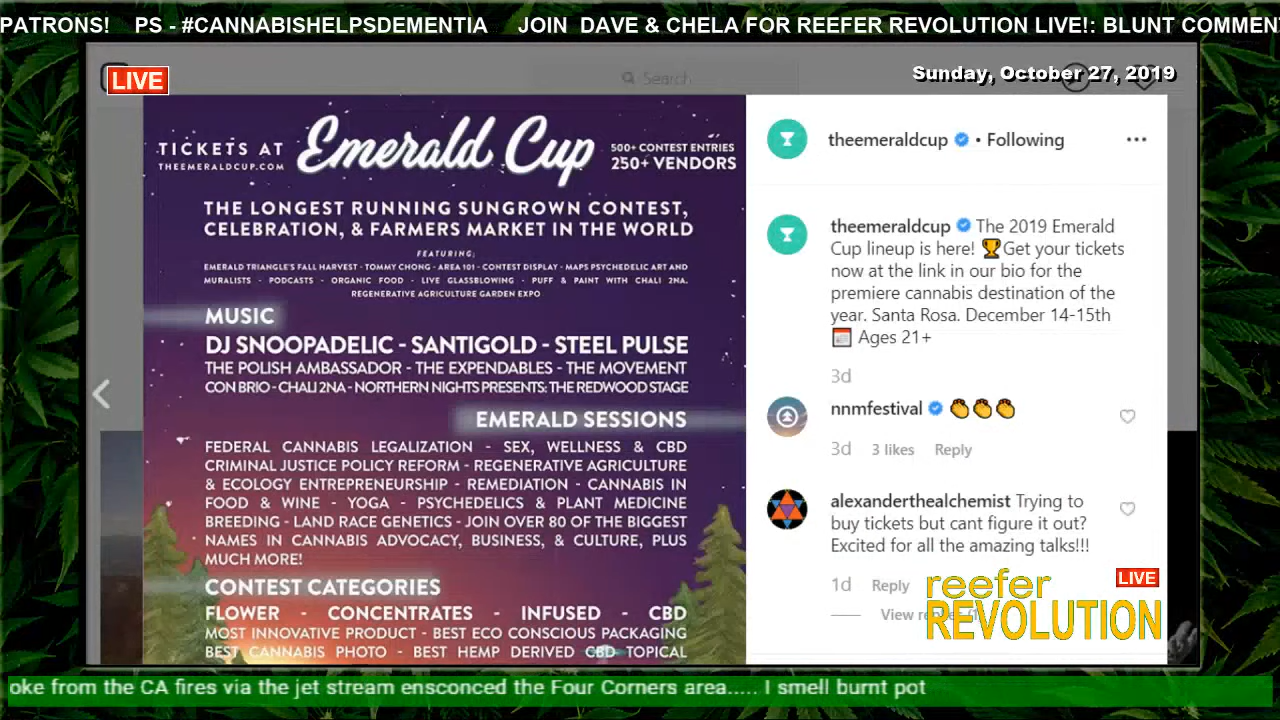 PATRONS! PS - #CANNABISHELPSDEMENTIA JOIN DAVE & CHELA FOR REEFER REVOLUTION LIVE!: BLUNT COMMEN
LIVE
Search
Sunday, October 27, 2019
TICKETS AT
THEEMERALDCUP.COM
Emerald Cup
500+ CONTEST ENTRIES
250+ VENDORS
THE LONGEST RUNNING SUNGROWN CONTEST,
CELEBRATION, & FARMERS MARKET IN THE WORLD
FEATURING;
EMERALD TRIANGLE'S FALL HARVEST - TOMMY CHONG - AREA 101 - CONTEST DISPLAY - MAPS PSYCHEDELIC ART AND
MURALISTS - PODCASTS - ORGANIC FOOD - LIVE GLASSBLOWING - PUFF & PAINT WITH CHALI 2NA.
REGENERATIVE AGRICULTURE GARDEN EXPO
MUSIC
DJ SNOOPADELIC - SANTIGOLD - STEEL PULSE
THE POLISH AMBASSADOR - THE EXPENDABLES - THE MOVEMENT
CON BRIO - CHALI 2NA - NORTHERN NIGHTS PRESENTS: THE REDWOOD STAGE
EMERALD SESSIONS
FEDERAL CANNABIS LEGALIZATION - SEX, WELLNESS & CBD
CRIMINAL JUSTICE POLICY REFORM - REGENERATIVE AGRICULTURE
& ECOLOGY ENTREPRENEURSHIP - REMEDIATION - CANNABIS IN
FOOD & WINE - YOGA - PSYCHEDELICS & PLANT MEDICINE
BREEDING - LAND RACE GENETICS - JOIN OVER 80 OF THE BIGGEST
NAMES IN CANNABIS ADVOCACY, BUSINESS, & CULTURE, PLUS
MUCH MORE!
CONTEST CATEGORIES
FLOWER - CONCENTRATES - INFUSED - CBD
MOST INNOVATIVE PRODUCT - BEST ECO CONSCIOUS PACKAGING
BEST CANNABIS PHOTO - BEST HEMP DERIVED CBD TOPICAL
theemeraldcup • Following
theemeraldcup The 2019 Emerald
Cup lineup is here! 🏆Get your tickets
now at the link in our bio for the
premiere cannabis destination of the
year. Santa Rosa. December 14-15th
📅 Ages 21+
3d
nnmfestival 👏👏👏
3d 3 likes Reply
alexanderthealchemist Trying to
buy tickets but cant figure it out?
Excited for all the amazing talks!!!
1d Reply
View
reefer
REVOLUTION
LIVE
oke from the CA fires via the jet stream ensconced the Four Corners area..... I smell burnt pot